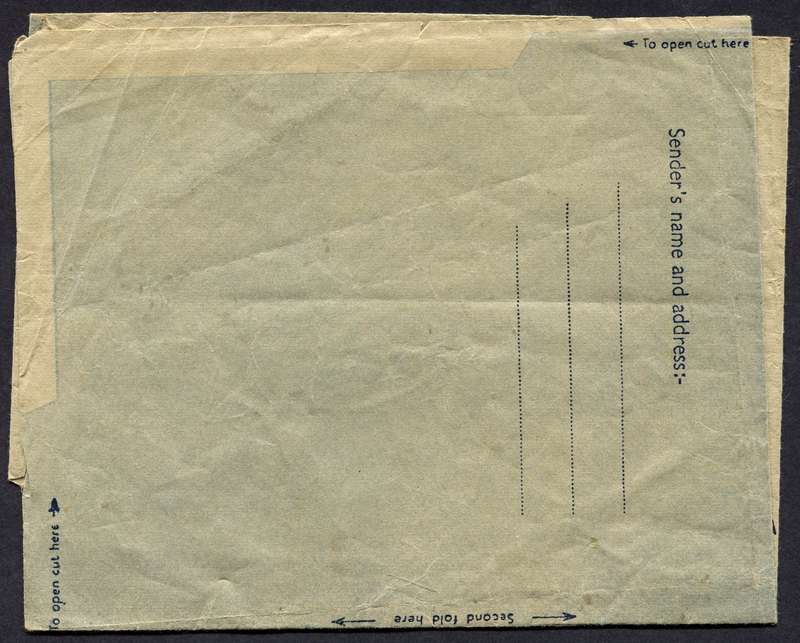 To open cut here
Sender's name and address:-
To open cut here
Second fold here